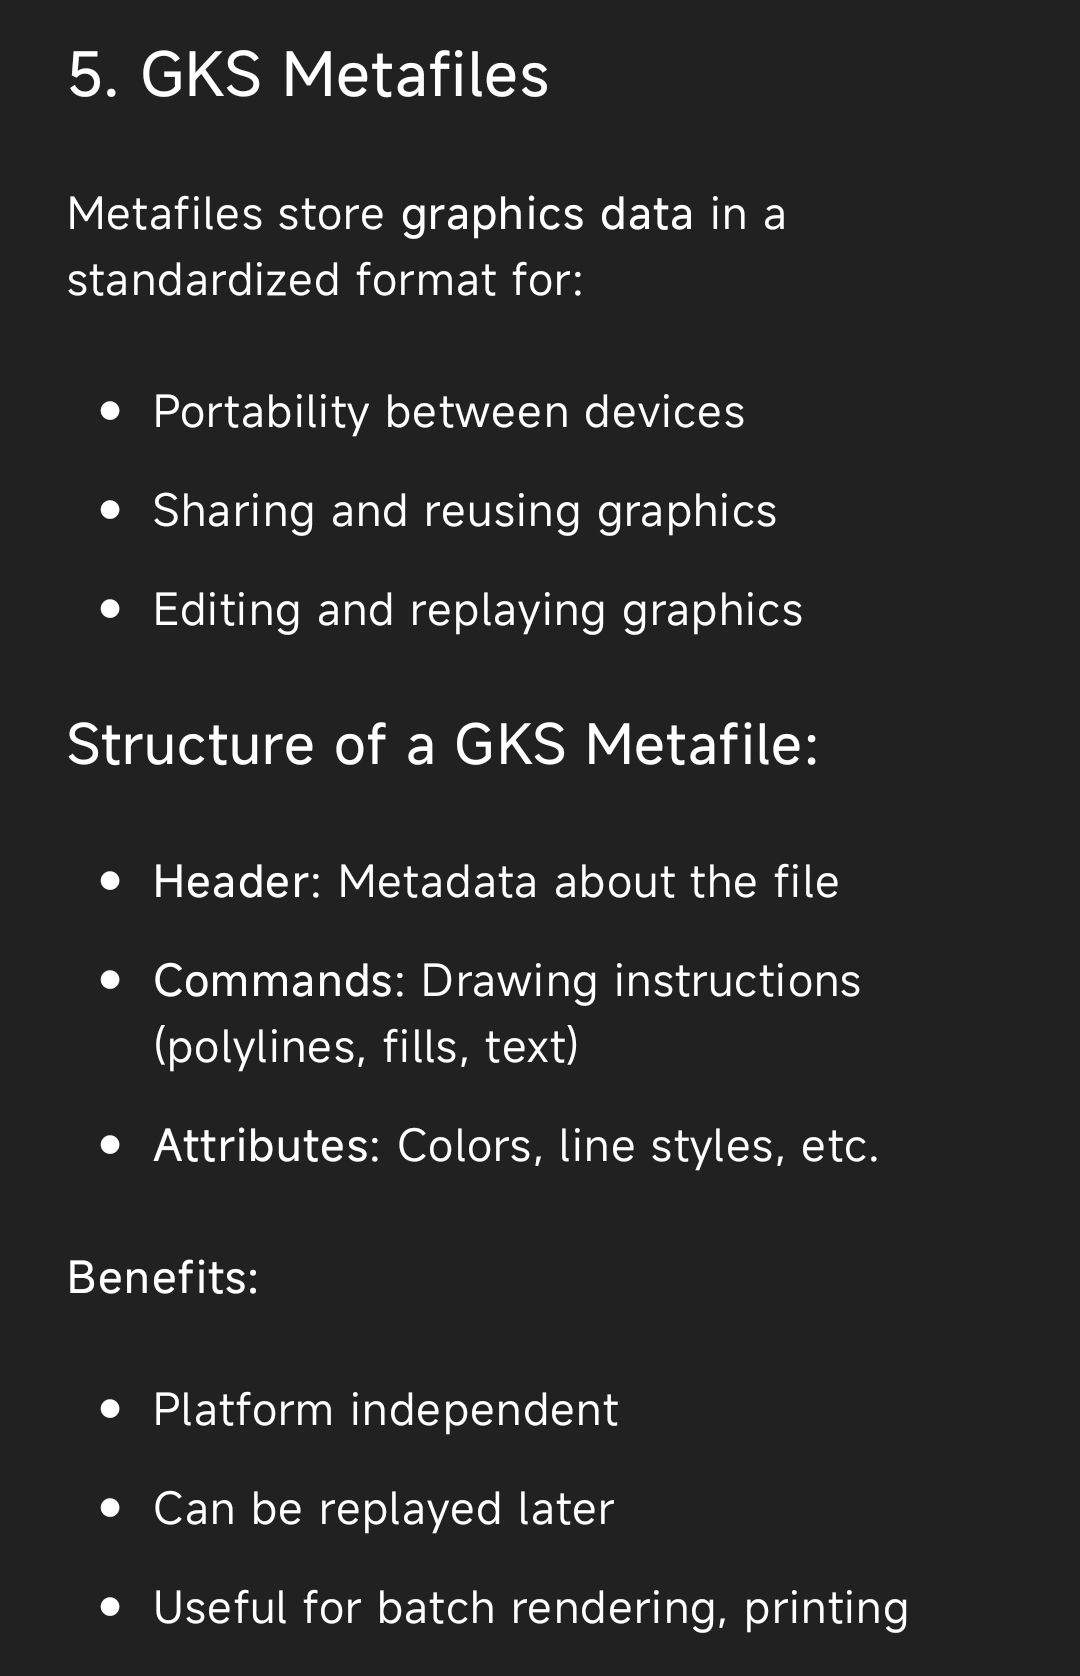 5. GKS Metafiles
Metafiles store graphics data in a
standardized format for:
• Portability between devices
• Sharing and reusing graphics
• Editing and replaying graphics
Structure of a GKS Metafile:
• Header: Metadata about the file
• Commands: Drawing instructions
(polylines, fills, text)
• Attributes: Colors, line styles, etc.
Benefits:
• Platform independent
• Can be replayed later
• Useful for batch rendering, printing